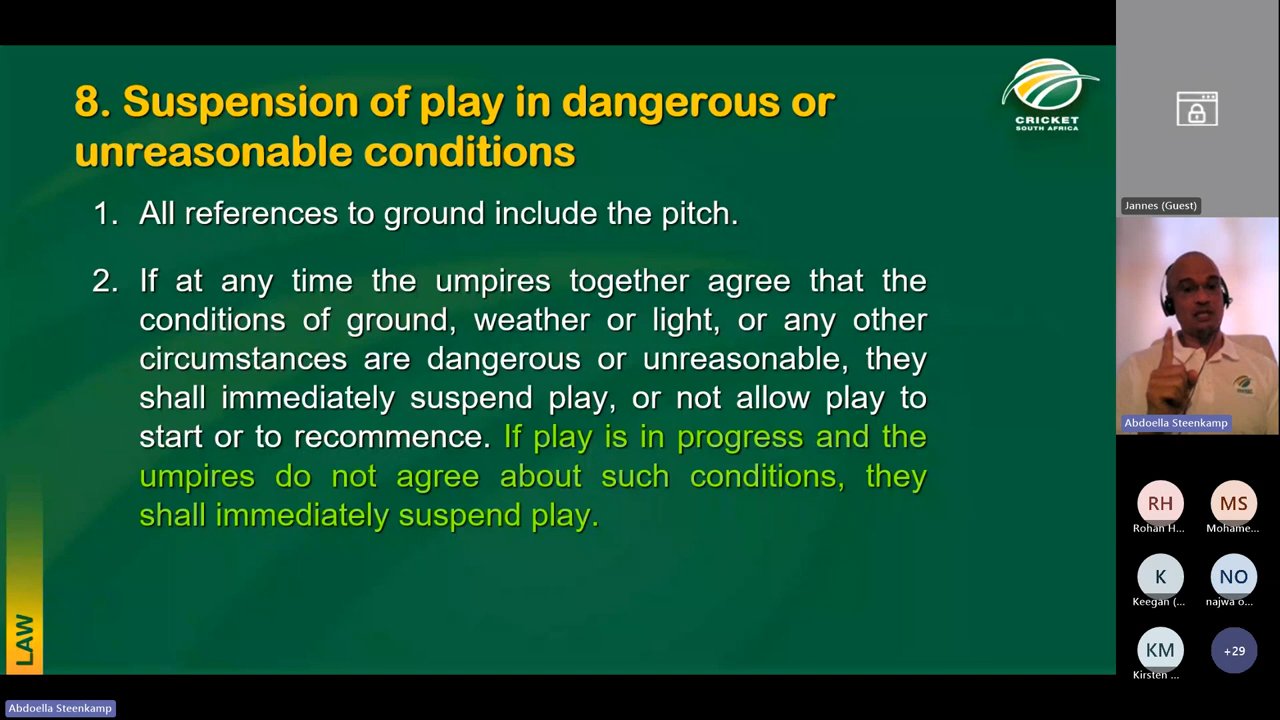 8. Suspension of play in dangerous or
unreasonable conditions
CRICKET
SOUTH AFRICA
1. All references to ground include the pitch.
2. If at any time the umpires together agree that the
conditions of ground, weather or light, or any other
circumstances are dangerous or unreasonable, they
shall immediately suspend play, or not allow play to
start or to recommence. If play is in progress and the
umpires do not agree about such conditions, they
shall immediately suspend play.
LAW
Abdoella Steenkamp
Jannes (Guest)
Abdoella Steenkamp
RH
Rohan H...
MS
Mohame...
K
Keegan (...
NO
najwa o...
KM
Kirsten ...
+29